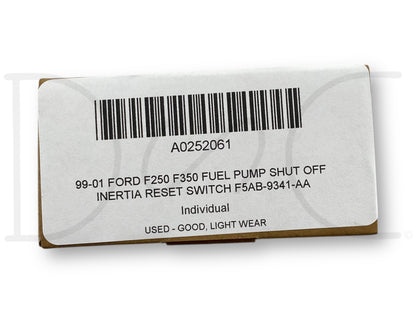 A0252061
99-01 FORD F250 F350 FUEL PUMP SHUT OFF
INERTIA RESET SWITCH F5AB-9341-AA
Individual
USED - GOOD, LIGHT WEAR
©